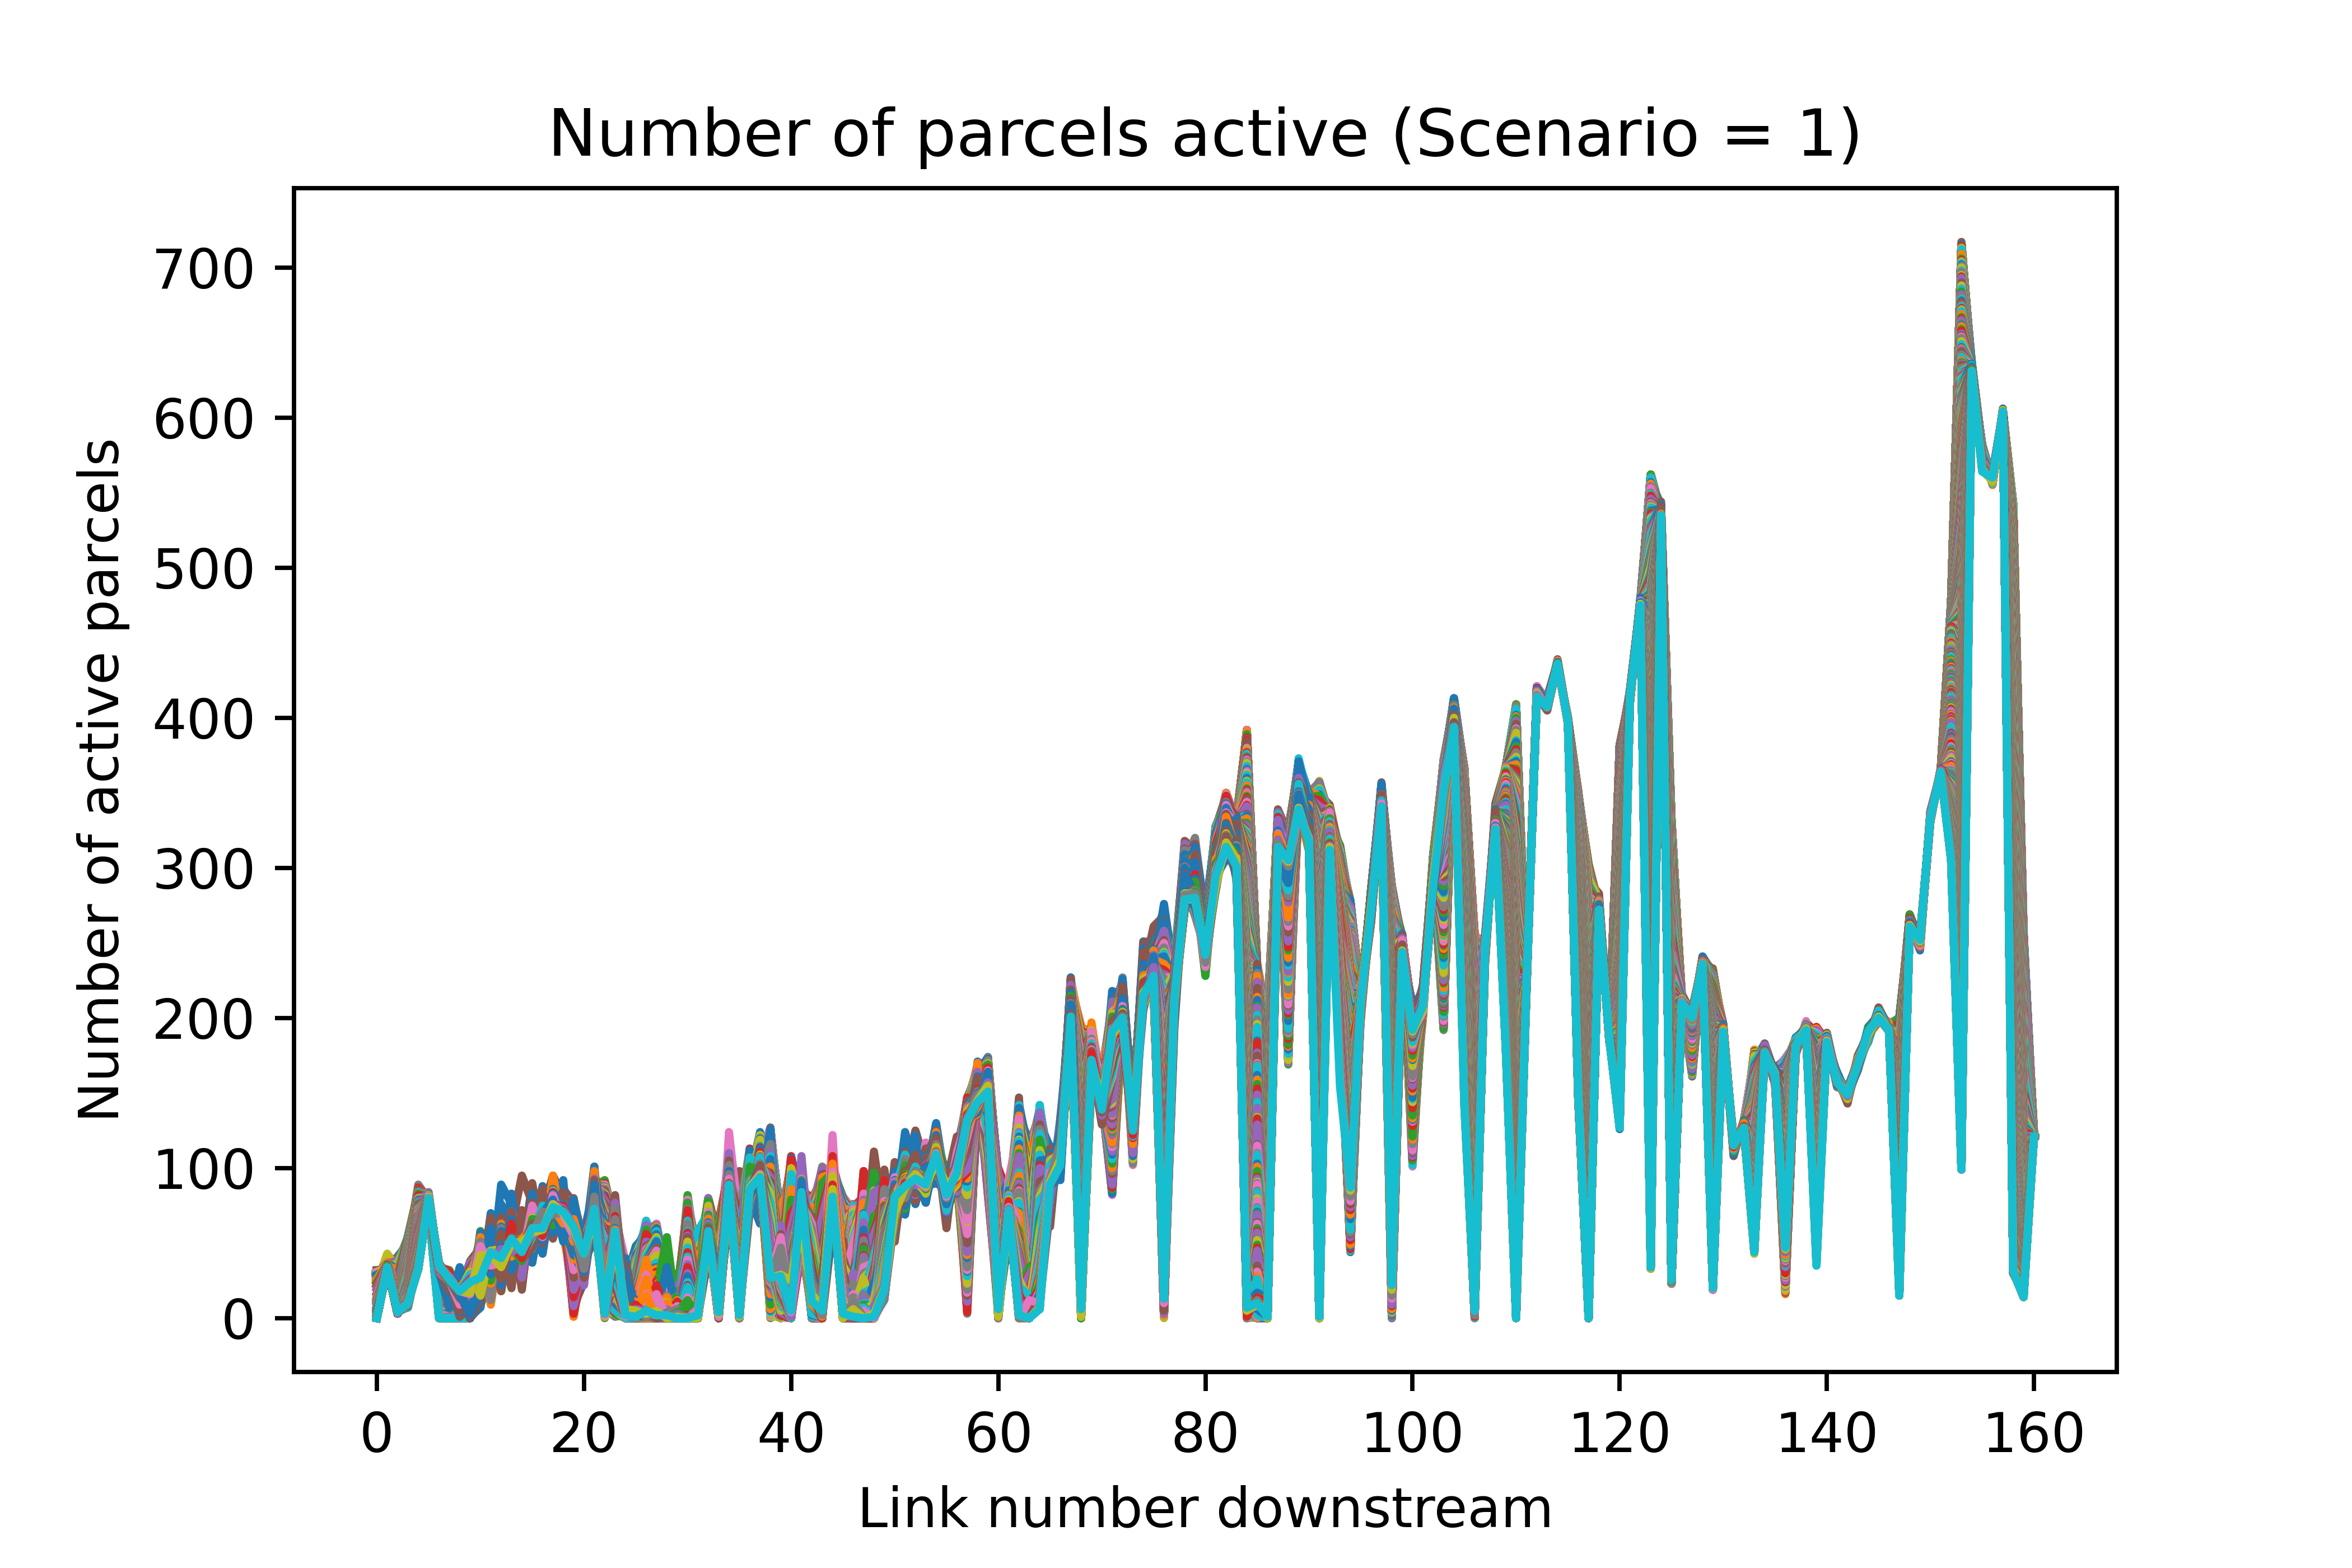 Number of parcels active (Scenario = 1)
Number of active parcels
700
600
500
400
300
200
100
0
0 20 40 60 80 100 120 140 160
Link number downstream